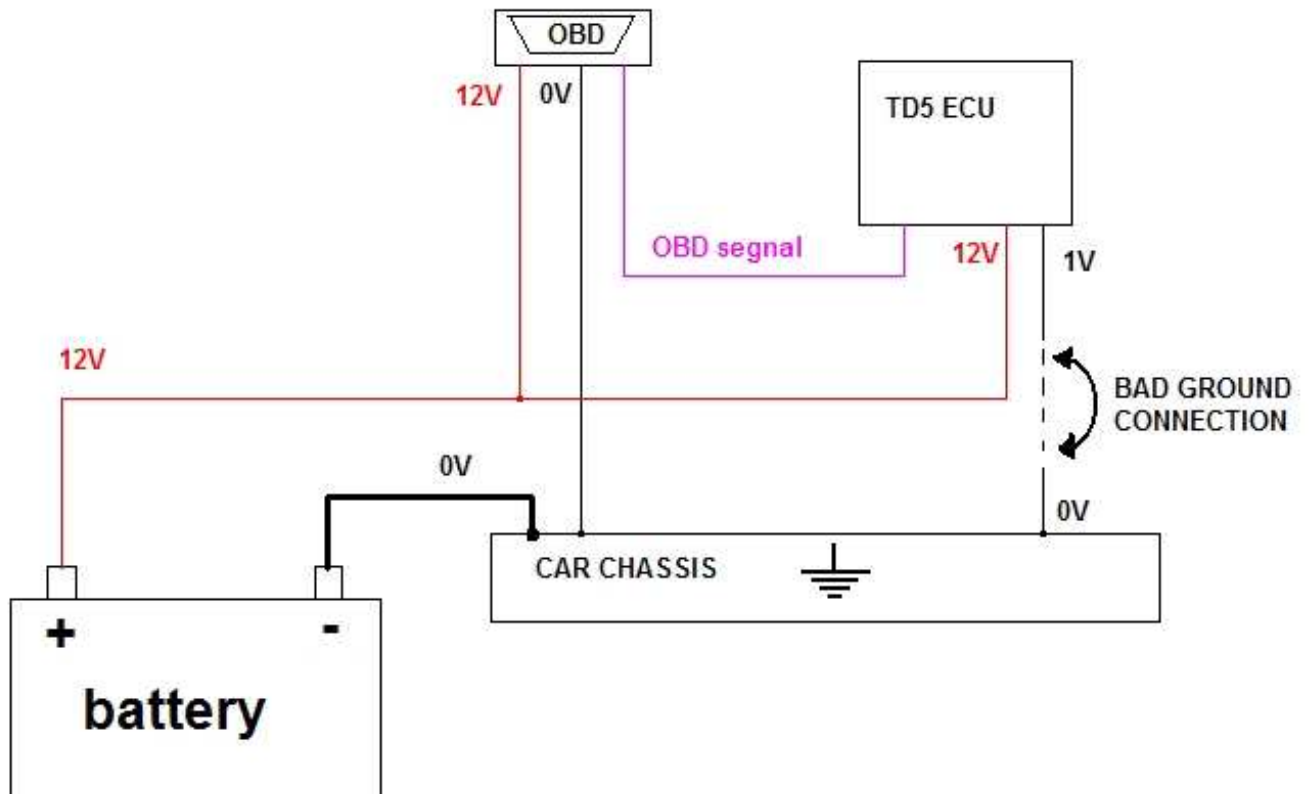 OBD
12V
0V
TD5 ECU
OBD segnal
12V
1V
12V
BAD GROUND
CONNECTION
0V
0V
CAR CHASSIS
+
-
battery